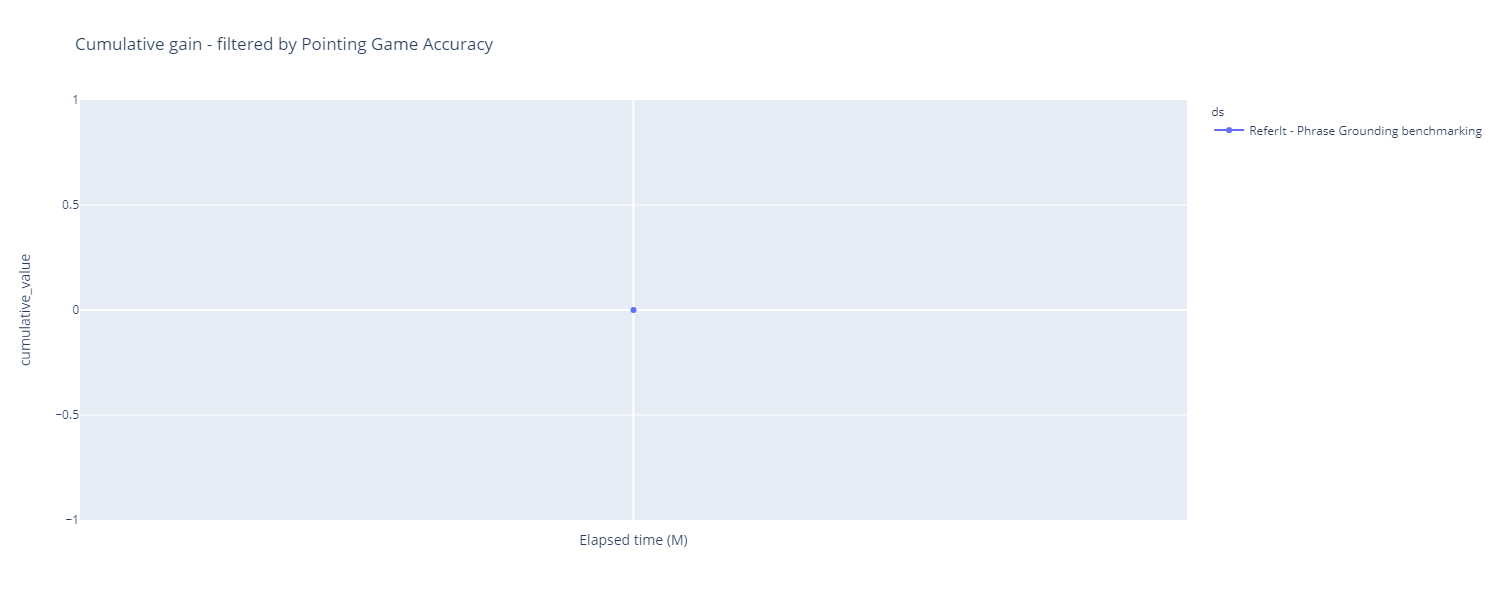 Cumulative gain - filtered by Pointing Game Accuracy
1
0.5
0
−0.5
−1
cumulative_value
Elapsed time (M)
ds
ReferIt - Phrase Grounding benchmarking